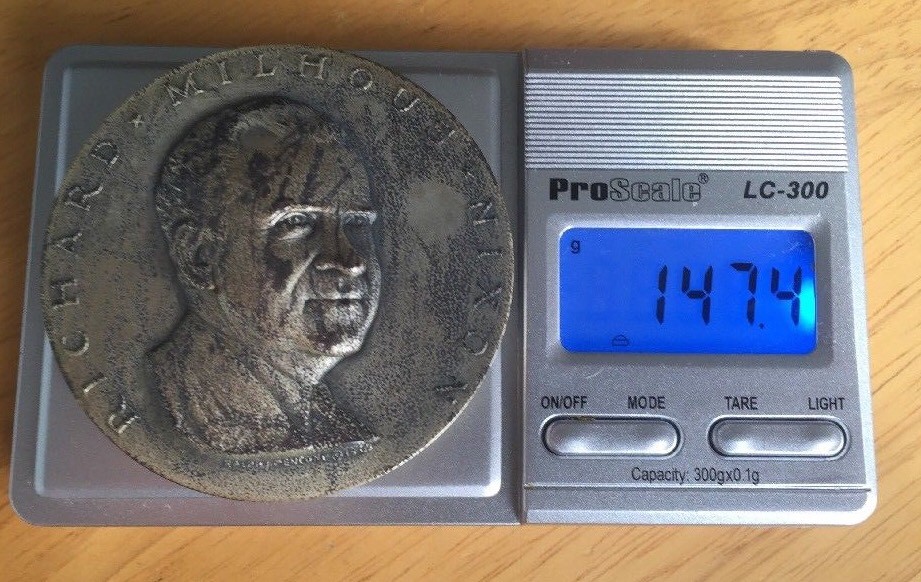 RICHARD • MILHOUS NIXON
ProScale® LC-300
g
147.4
ON/OFF MODE TARE LIGHT
Capacity: 300gx0.1g